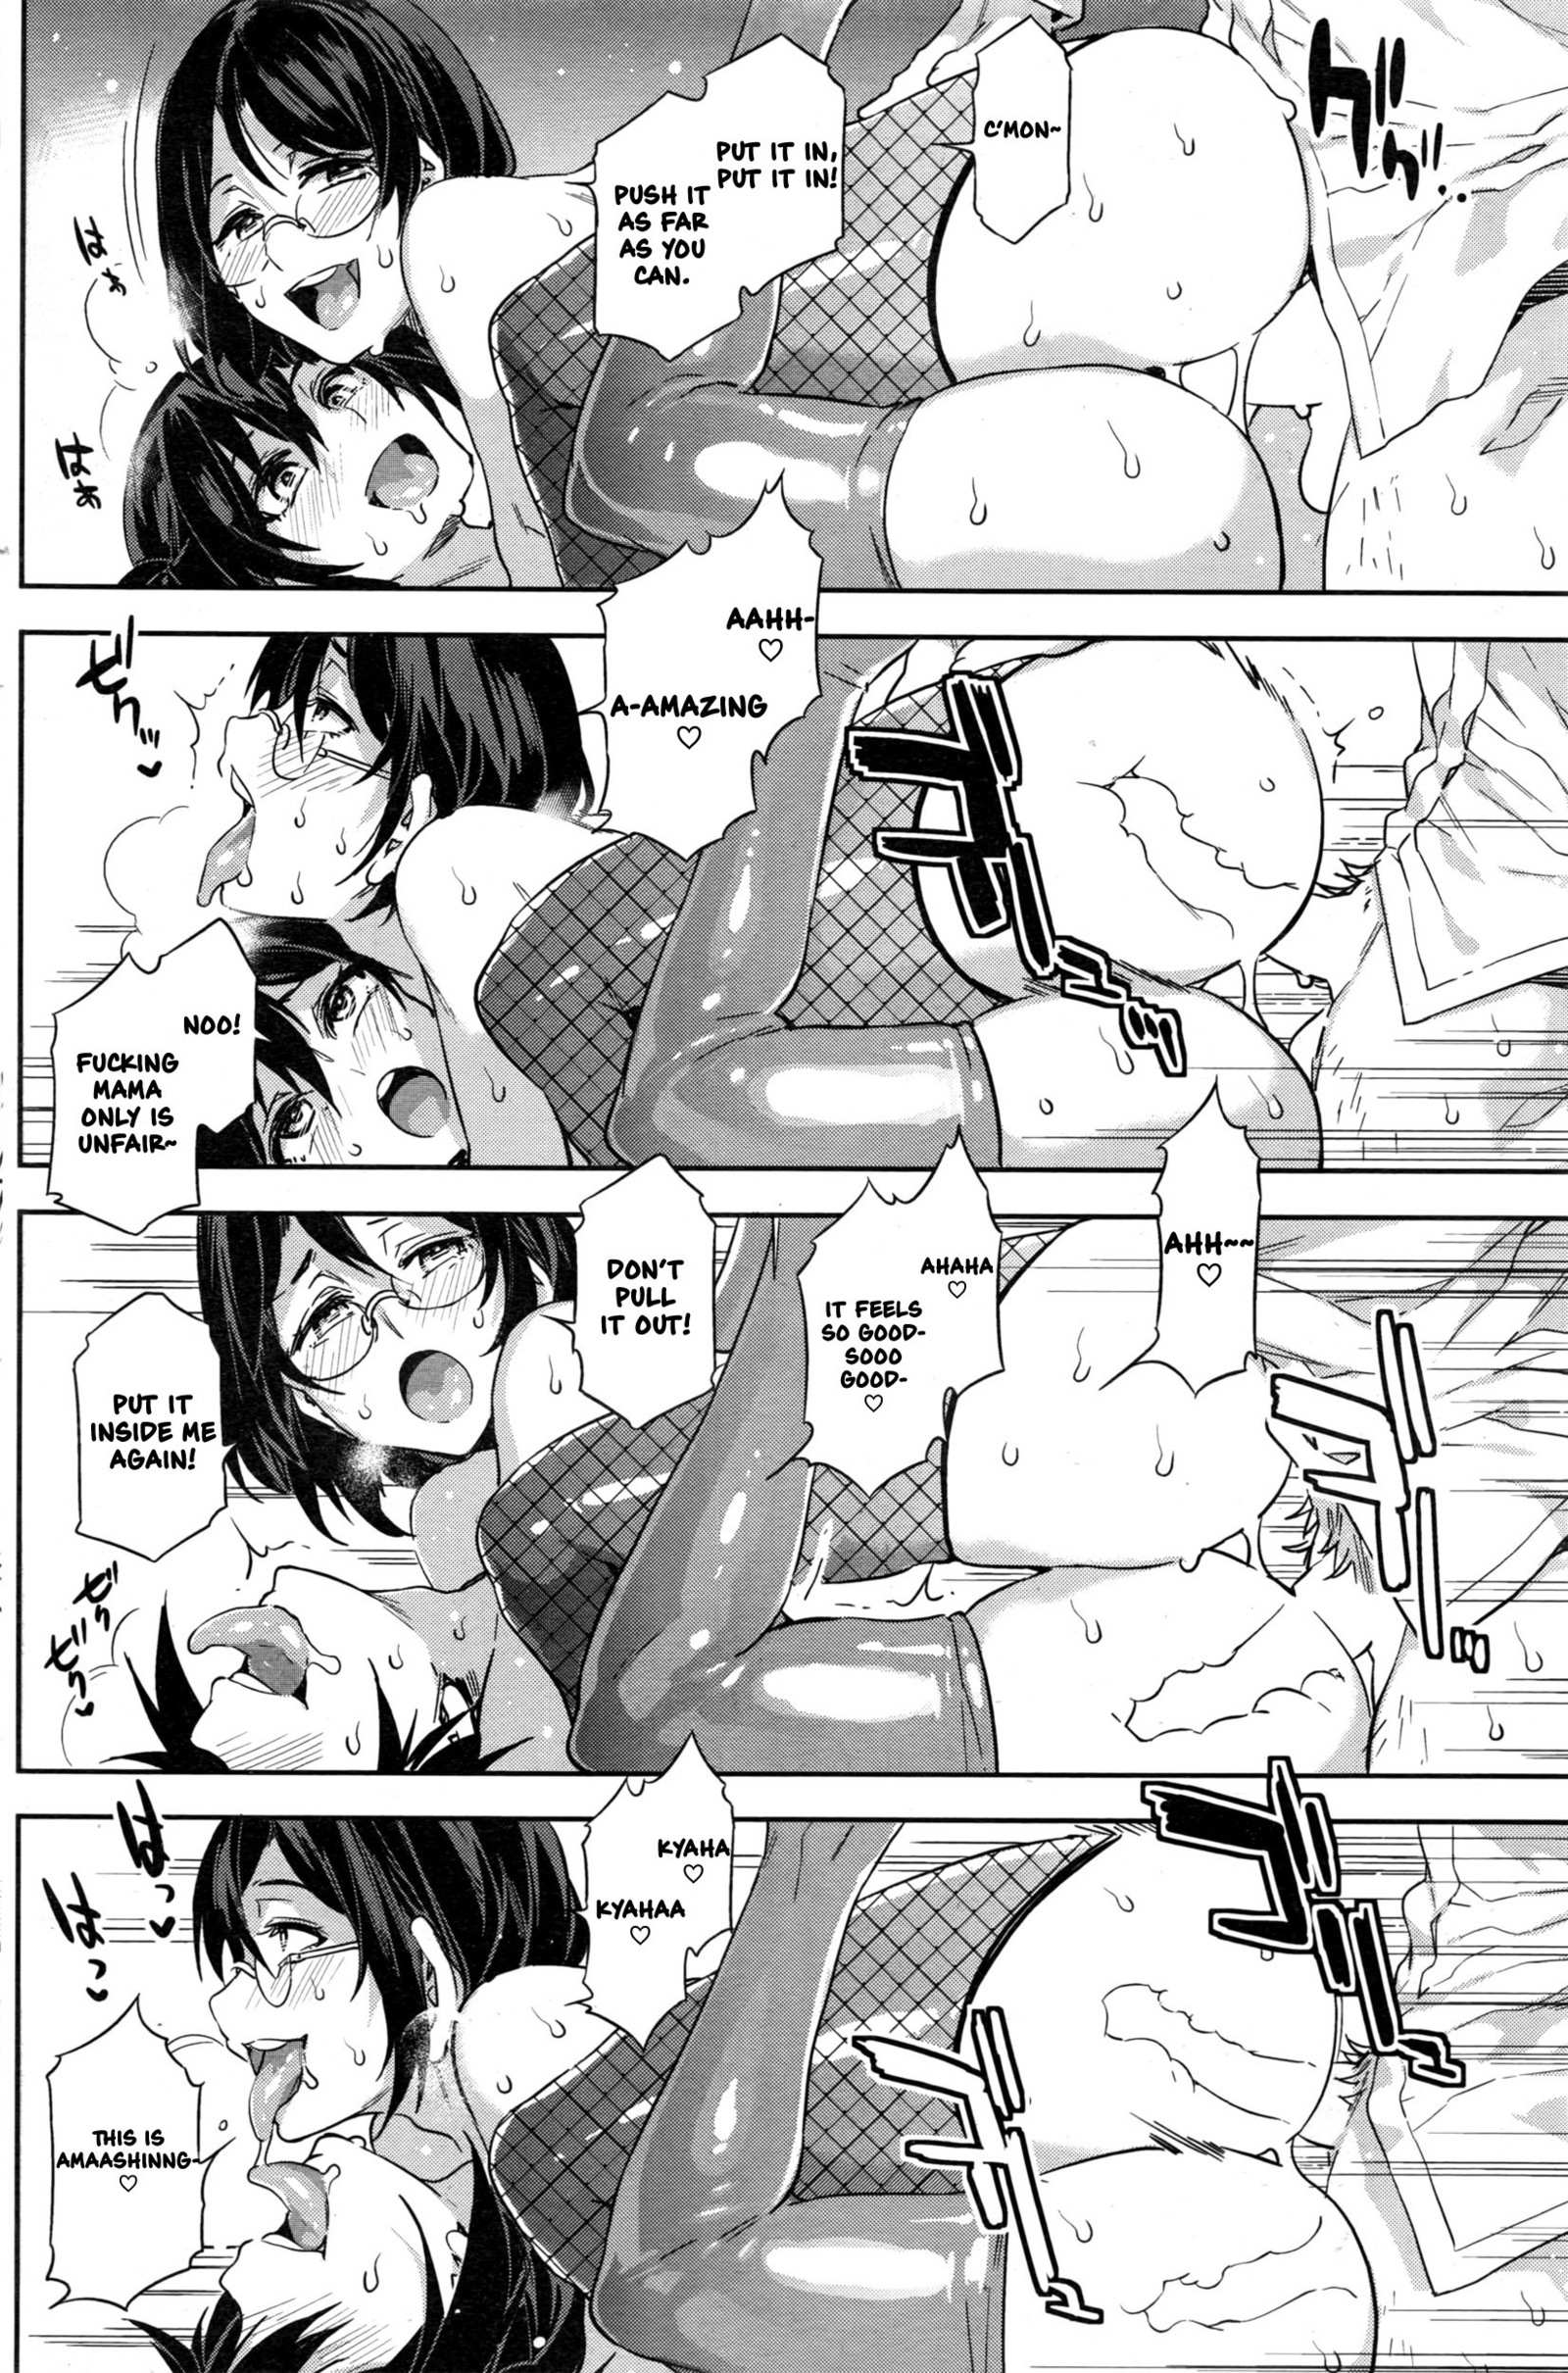 C'MON~
PUT IT IN,
PUT IT IN!
PUSH IT
AS FAR
AS YOU
CAN.
はぁ
はぁ
AAHH-
♡
A-AMAZING
♡
NOO!
FUCKING
MAMA
ONLY IS
UNFAIR~
AHH~~
♡
AHAHA
♡
IT FEELS
SO GOOD-
SOOO
GOOD-
♡
DON'T
PULL
IT OUT!
PUT IT
INSIDE ME
AGAIN!
KYAHA
♡
KYAHAA
♡
はっ
はっ
THIS IS
AMAASHINNG-
♡